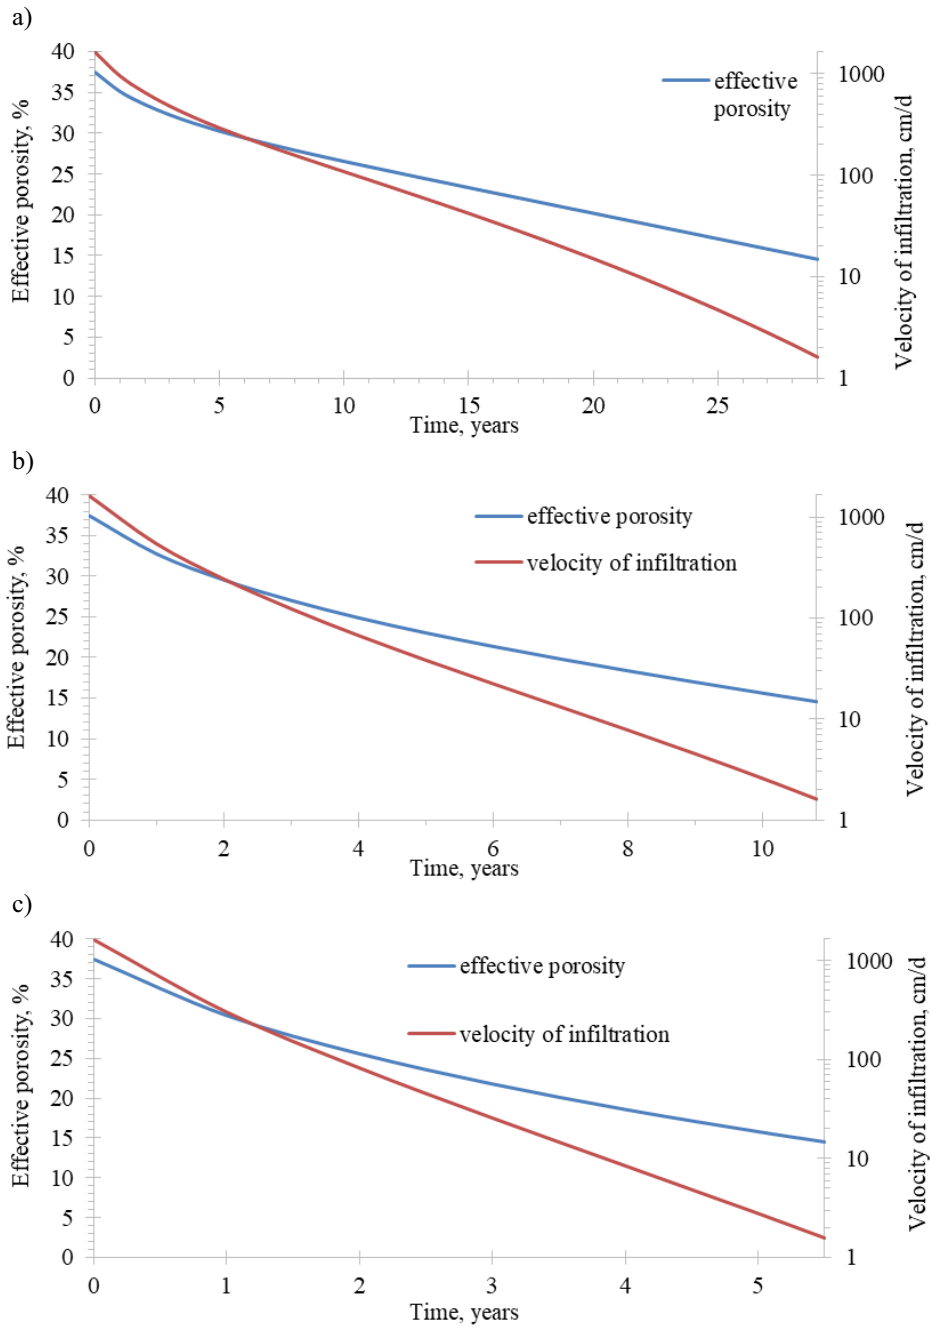 a)
40
35
30
25
20
15
10
5
0
Effective porosity, %
effective
porosity
1000
100
10
1
Velocity of infiltration, cm/d
0 5 10 15 20 25
Time, years
b)
40
35
30
25
20
15
10
5
0
Effective porosity, %
effective porosity
velocity of infiltration
1000
100
10
1
Velocity of infiltration, cm/d
0 2 4 6 8 10
Time, years
c)
40
35
30
25
20
15
10
5
0
Effective porosity, %
effective porosity
velocity of infiltration
1000
100
10
1
Velocity of infiltration, cm/d
0 1 2 3 4 5
Time, years